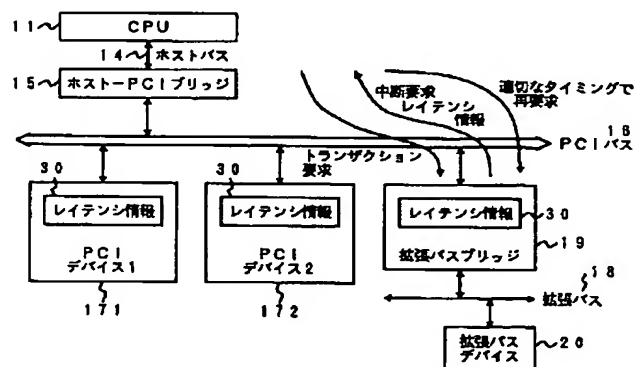 11
CPU
14
ホストバス
15
ホスト－PCIブリッジ
中断要求
レイテンシ
情報
適切なタイミングで
再要求
16
PCIバス
トランザクション
要求
30
レイテンシ情報
PCI
デバイス1
171
30
レイテンシ情報
PCI
デバイス2
172
レイテンシ情報
30
拡張バスブリッジ
19
18
拡張バス
拡張バス
デバイス
20